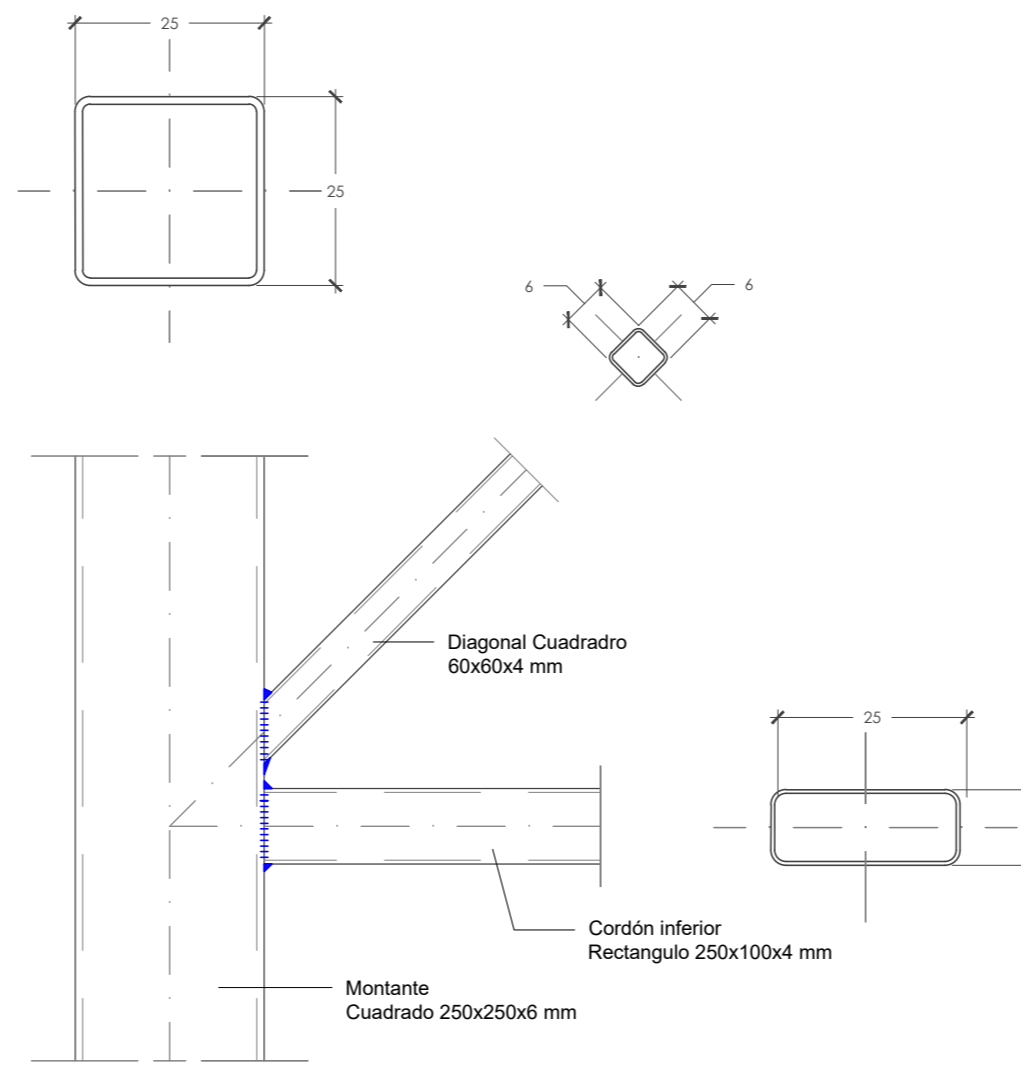 25
25
6
6
Diagonal Cuadradro
60x60x4 mm
25
Cordón inferior
Rectangulo 250x100x4 mm
Montante
Cuadrado 250x250x6 mm